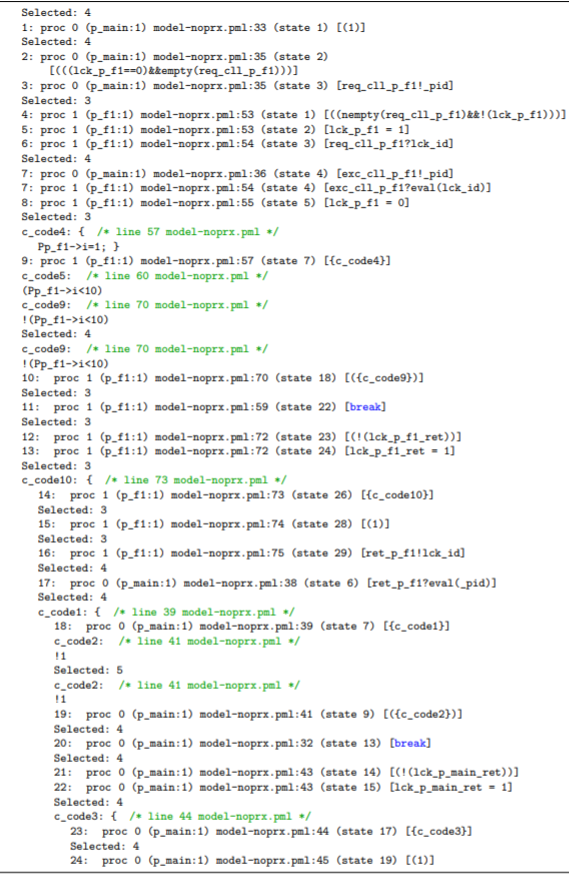 Selected: 4
1: proc 0 (p_main:1) model-noprx.pml:33 (state 1) [(1)]
Selected: 4
2: proc 0 (p_main:1) model-noprx.pml:35 (state 2)
[(((lck_p_f1==0)&&empty(req_cll_p_f1)))]
3: proc 0 (p_main:1) model-noprx.pml:35 (state 3) [req_cll_p_f1!_pid]
Selected: 3
4: proc 1 (p_f1:1) model-noprx.pml:53 (state 1) [((nempty(req_cll_p_f1)&&!(lck_p_f1)))]
5: proc 1 (p_f1:1) model-noprx.pml:53 (state 2) [lck_p_f1 = 1]
6: proc 1 (p_f1:1) model-noprx.pml:54 (state 3) [req_cll_p_f1?lck_id]
Selected: 4
7: proc 0 (p_main:1) model-noprx.pml:36 (state 4) [exc_cll_p_f1!_pid]
7: proc 1 (p_f1:1) model-noprx.pml:54 (state 4) [exc_cll_p_f1?eval(lck_id)]
8: proc 1 (p_f1:1) model-noprx.pml:55 (state 5) [lck_p_f1 = 0]
Selected: 3
c_code4: { /* line 57 model-noprx.pml */
Pp_f1->i=1; }
9: proc 1 (p_f1:1) model-noprx.pml:57 (state 7) [{c_code4}]
c_code5: /* line 60 model-noprx.pml */
(Pp_f1->i<10)
c_code9: /* line 70 model-noprx.pml */
!(Pp_f1->i<10)
Selected: 4
c_code9: /* line 70 model-noprx.pml */
!(Pp_f1->i<10)
10: proc 1 (p_f1:1) model-noprx.pml:70 (state 18) [({c_code9})]
Selected: 3
11: proc 1 (p_f1:1) model-noprx.pml:59 (state 22) [break]
Selected: 3
12: proc 1 (p_f1:1) model-noprx.pml:72 (state 23) [(!(lck_p_f1_ret))]
13: proc 1 (p_f1:1) model-noprx.pml:72 (state 24) [lck_p_f1_ret = 1]
Selected: 3
c_code10: { /* line 73 model-noprx.pml */
14: proc 1 (p_f1:1) model-noprx.pml:73 (state 26) [{c_code10}]
Selected: 3
15: proc 1 (p_f1:1) model-noprx.pml:74 (state 28) [(1)]
Selected: 3
16: proc 1 (p_f1:1) model-noprx.pml:75 (state 29) [ret_p_f1!lck_id]
Selected: 4
17: proc 0 (p_main:1) model-noprx.pml:38 (state 6) [ret_p_f1?eval(_pid)]
Selected: 4
c_code1: { /* line 39 model-noprx.pml */
18: proc 0 (p_main:1) model-noprx.pml:39 (state 7) [{c_code1}]
c_code2: /* line 41 model-noprx.pml */
!1
Selected: 5
c_code2: /* line 41 model-noprx.pml */
!1
19: proc 0 (p_main:1) model-noprx.pml:41 (state 9) [({c_code2})]
Selected: 4
20: proc 0 (p_main:1) model-noprx.pml:32 (state 13) [break]
Selected: 4
21: proc 0 (p_main:1) model-noprx.pml:43 (state 14) [(!(lck_p_main_ret))]
22: proc 0 (p_main:1) model-noprx.pml:43 (state 15) [lck_p_main_ret = 1]
Selected: 4
c_code3: { /* line 44 model-noprx.pml */
23: proc 0 (p_main:1) model-noprx.pml:44 (state 17) [{c_code3}]
Selected: 4
24: proc 0 (p_main:1) model-noprx.pml:45 (state 19) [(1)]